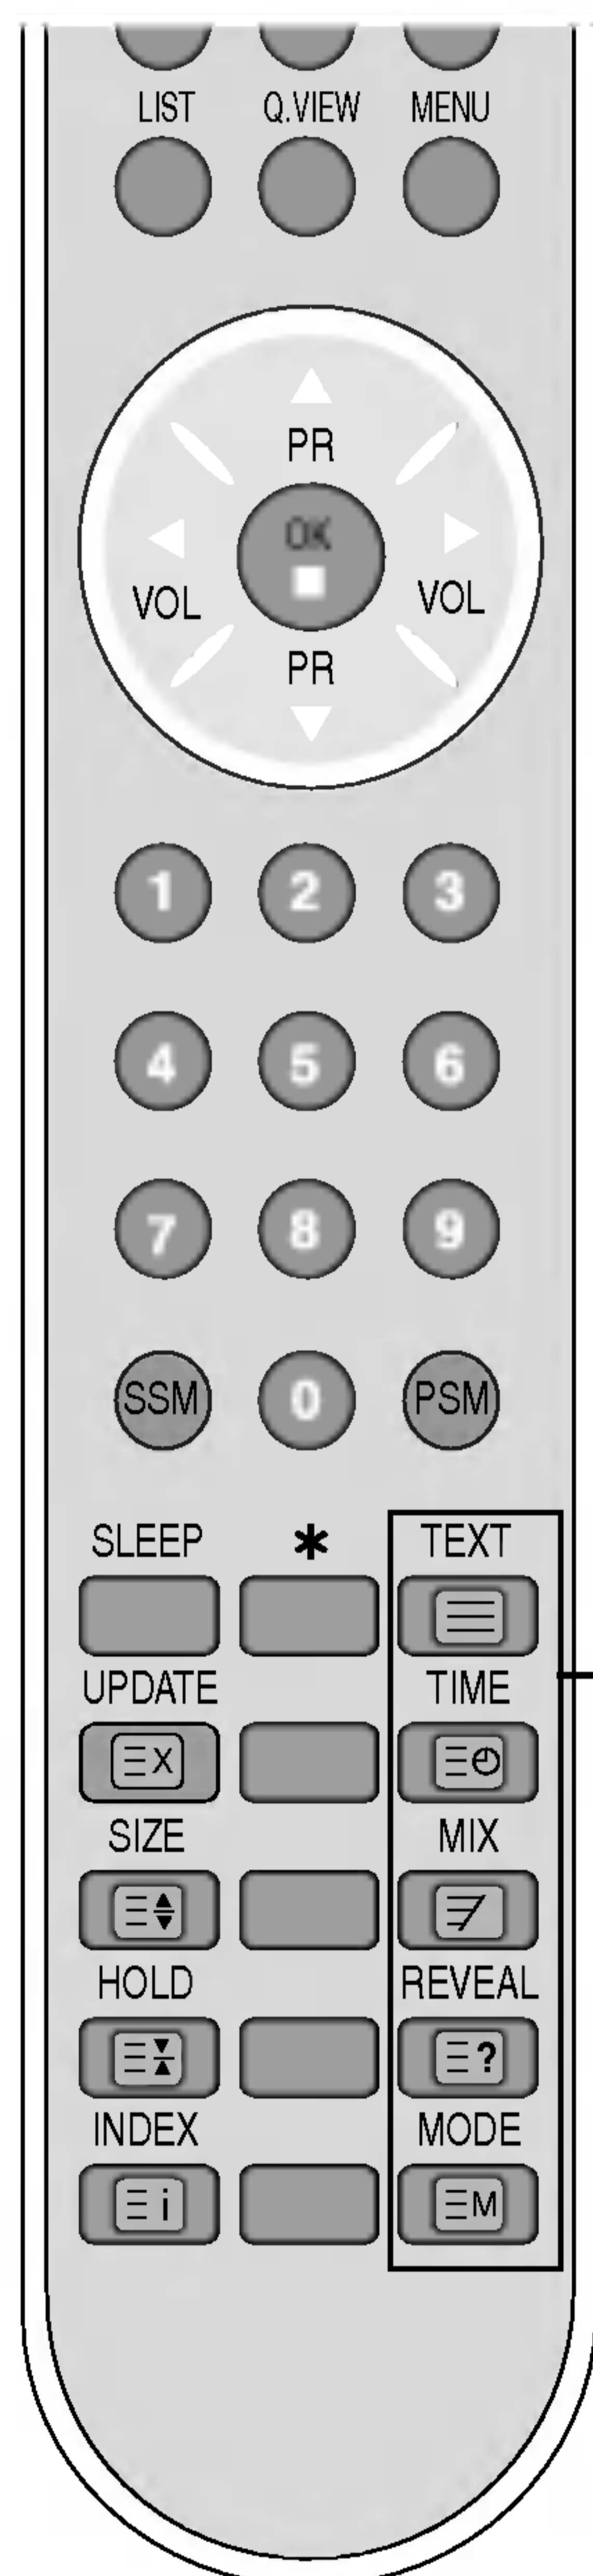 LIST Q.VIEW MENU
PR
OK
VOL VOL
PR
1 2 3
4 5 6
7 8 9
SSM 0 PSM
SLEEP * TEXT
UPDATE TIME
X
SIZE MIX
HOLD REVEAL
?
INDEX MODE
i M